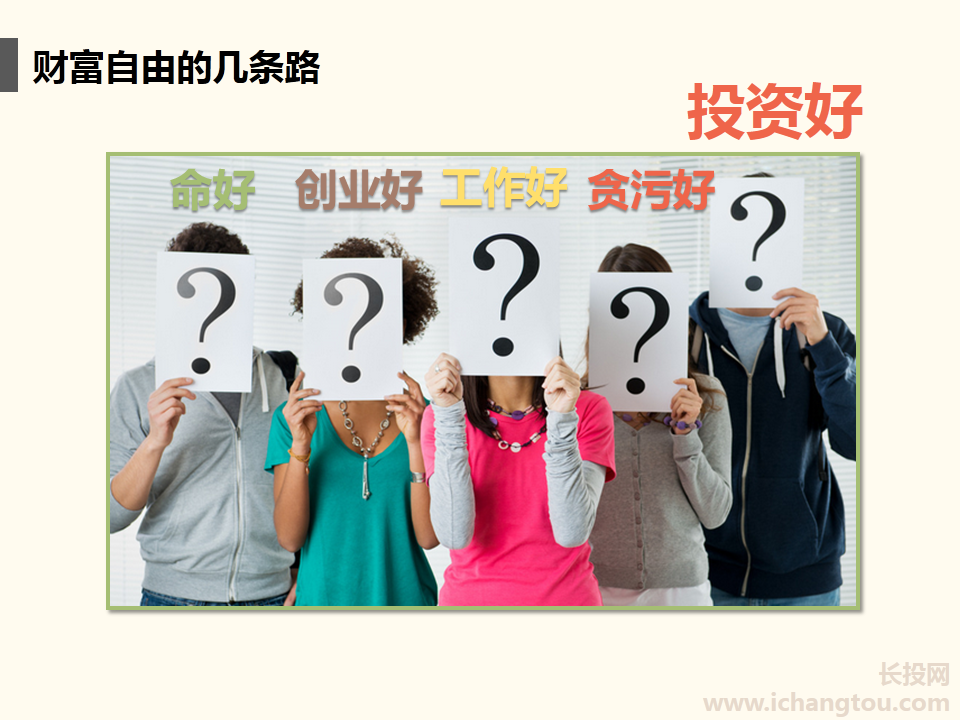 财富自由的几条路
投资好
命好 创业好 工作好 贪污好
? ? ? ? ?
长投网
www.ichangtou.com